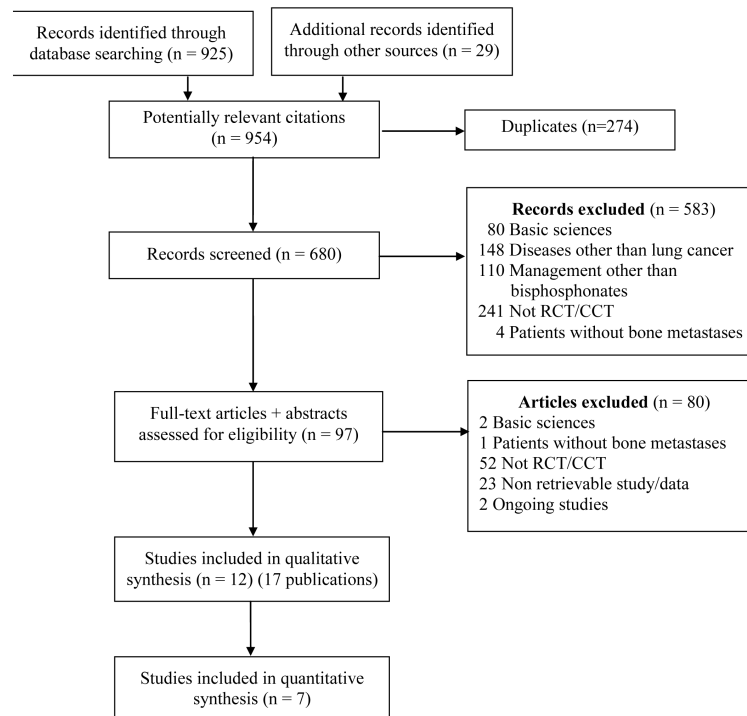 Records identified through
database searching (n = 925)
Additional records identified
through other sources (n = 29)
Potentially relevant citations
(n = 954)
Duplicates (n=274)
Records screened (n = 680)
Records excluded (n = 583)
80 Basic sciences
148 Diseases other than lung cancer
110 Management other than
bisphosphonates
241 Not RCT/CCT
4 Patients without bone metastases
Full-text articles + abstracts
assessed for eligibility (n = 97)
Articles excluded (n = 80)
2 Basic sciences
1 Patients without bone metastases
52 Not RCT/CCT
23 Non retrievable study/data
2 Ongoing studies
Studies included in qualitative
synthesis (n = 12) (17 publications)
Studies included in quantitative
synthesis (n = 7)